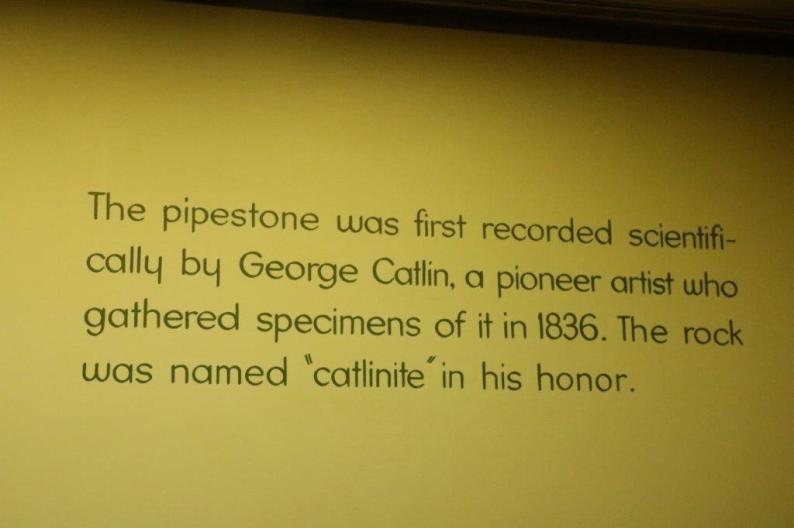 The pipestone was first recorded scientifi-
cally by George Catlin, a pioneer artist who
gathered specimens of it in 1836. The rock
was named "catlinite" in his honor.